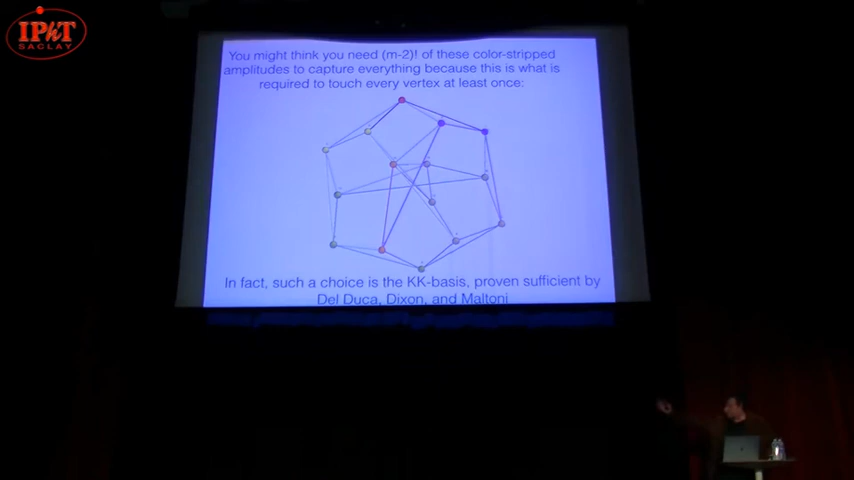 IPhT
SACLAY
You might think you need (m-2)! of these color-stripped
amplitudes to capture everything because this is what is
required to touch every vertex at least once:
In fact, such a choice is the KK-basis, proven sufficient by
Del Duca, Dixon, and Maltoni